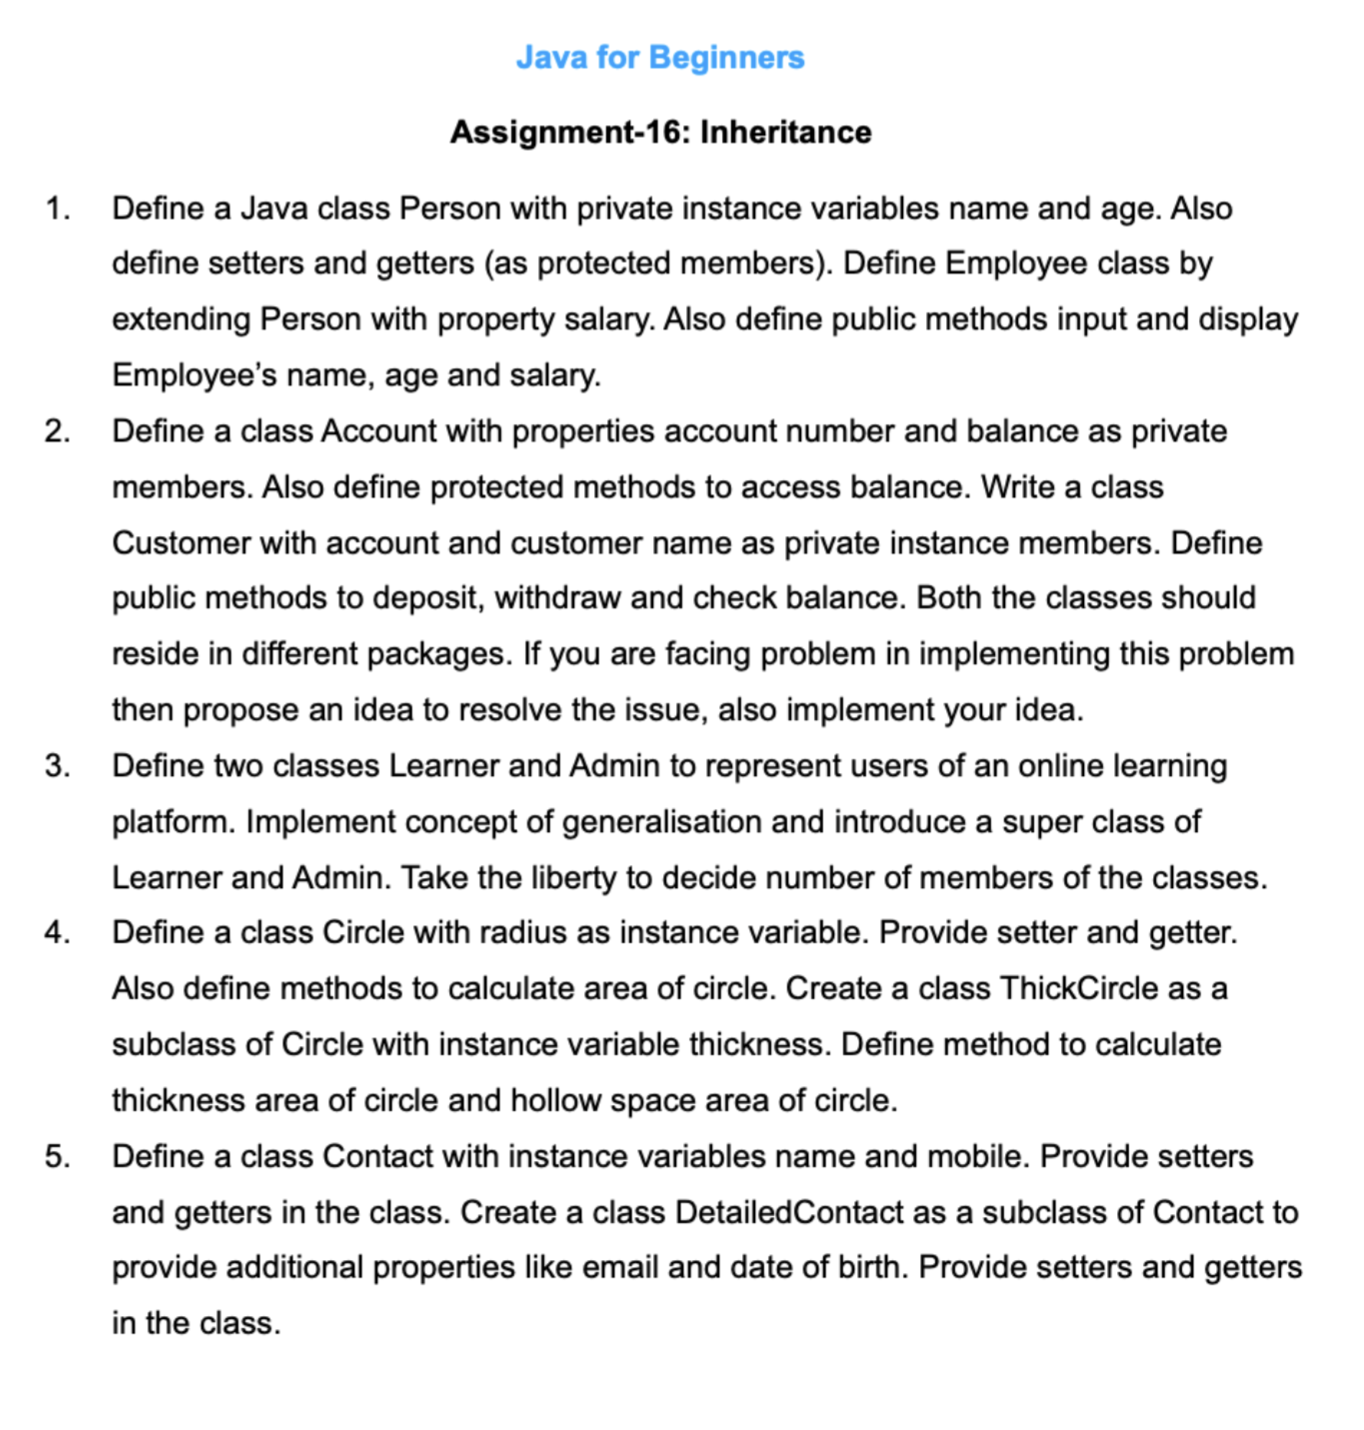 Java for Beginners
Assignment-16: Inheritance
1. Define a Java class Person with private instance variables name and age. Also
define setters and getters (as protected members). Define Employee class by
extending Person with property salary. Also define public methods input and display
Employee’s name, age and salary.
2. Define a class Account with properties account number and balance as private
members. Also define protected methods to access balance. Write a class
Customer with account and customer name as private instance members. Define
public methods to deposit, withdraw and check balance. Both the classes should
reside in different packages. If you are facing problem in implementing this problem
then propose an idea to resolve the issue, also implement your idea.
3. Define two classes Learner and Admin to represent users of an online learning
platform. Implement concept of generalisation and introduce a super class of
Learner and Admin. Take the liberty to decide number of members of the classes.
4. Define a class Circle with radius as instance variable. Provide setter and getter.
Also define methods to calculate area of circle. Create a class ThickCircle as a
subclass of Circle with instance variable thickness. Define method to calculate
thickness area of circle and hollow space area of circle.
5. Define a class Contact with instance variables name and mobile. Provide setters
and getters in the class. Create a class DetailedContact as a subclass of Contact to
provide additional properties like email and date of birth. Provide setters and getters
in the class.